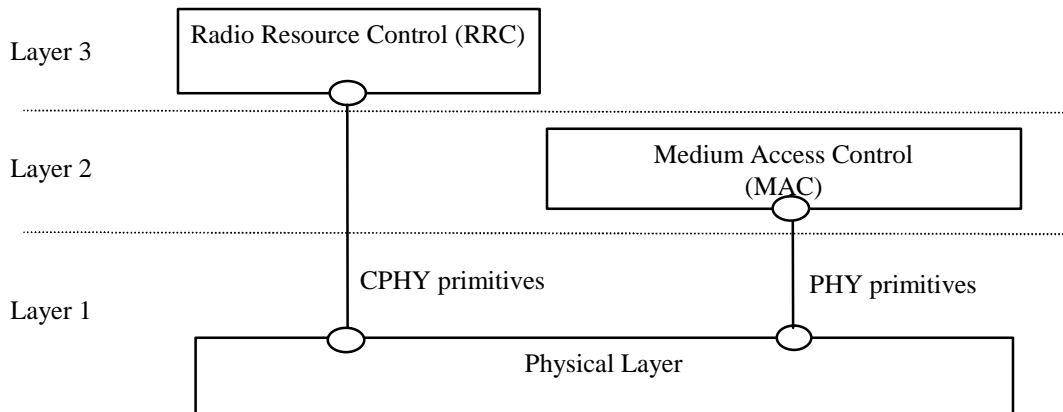 Radio Resource Control (RRC)
Layer 3
Medium Access Control
(MAC)
Layer 2
CPHY primitives
PHY primitives
Layer 1
Physical Layer